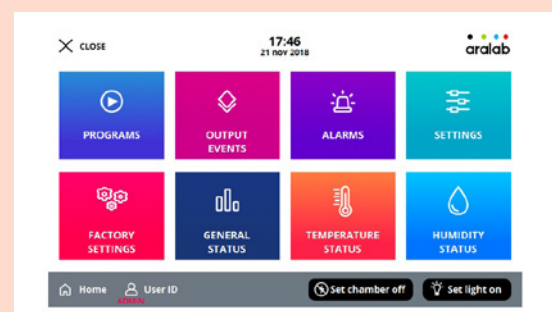 CLOSE
17:46
21 nov 2018
aralab
PROGRAMS
OUTPUT
EVENTS
ALARMS
SETTINGS
FACTORY
SETTINGS
GENERAL
STATUS
TEMPERATURE
STATUS
HUMIDITY
STATUS
Home
User ID
ADMIN
Set chamber off
Set light on